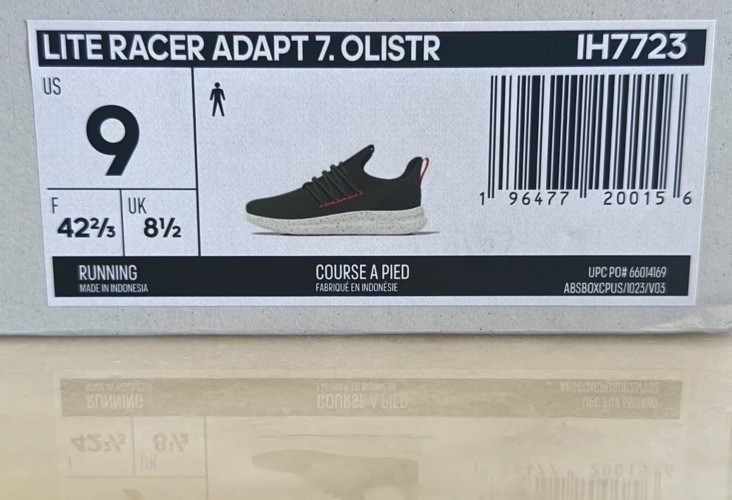 LITE RACER ADAPT 7. OLISTR IH7723
US
9
F 42⅔ UK 8½
1 96477 20015 6
RUNNING
MADE IN INDONESIA
COURSE A PIED
FABRIQUÉ EN INDONÉSIE
UPC PO# 66014169
ABSBOXCPUS/1023/V03